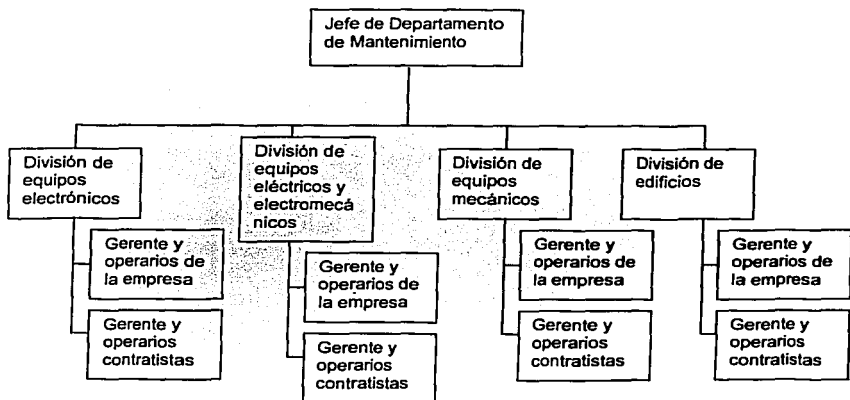 Jefe de Departamento
de Mantenimiento
División de
equipos
electrónicos
División de
equipos
eléctricos y
electromecá
nicos
División de
equipos
mecánicos
División de
edificios
Gerente y
operarios de
la empresa
Gerente y
operarios
contratistas
Gerente y
operarios de
la empresa
Gerente y
operarios
contratistas
Gerente y
operarios de
la empresa
Gerente y
operarios
contratistas
Gerente y
operarios de
la empresa
Gerente y
operarios
contratistas